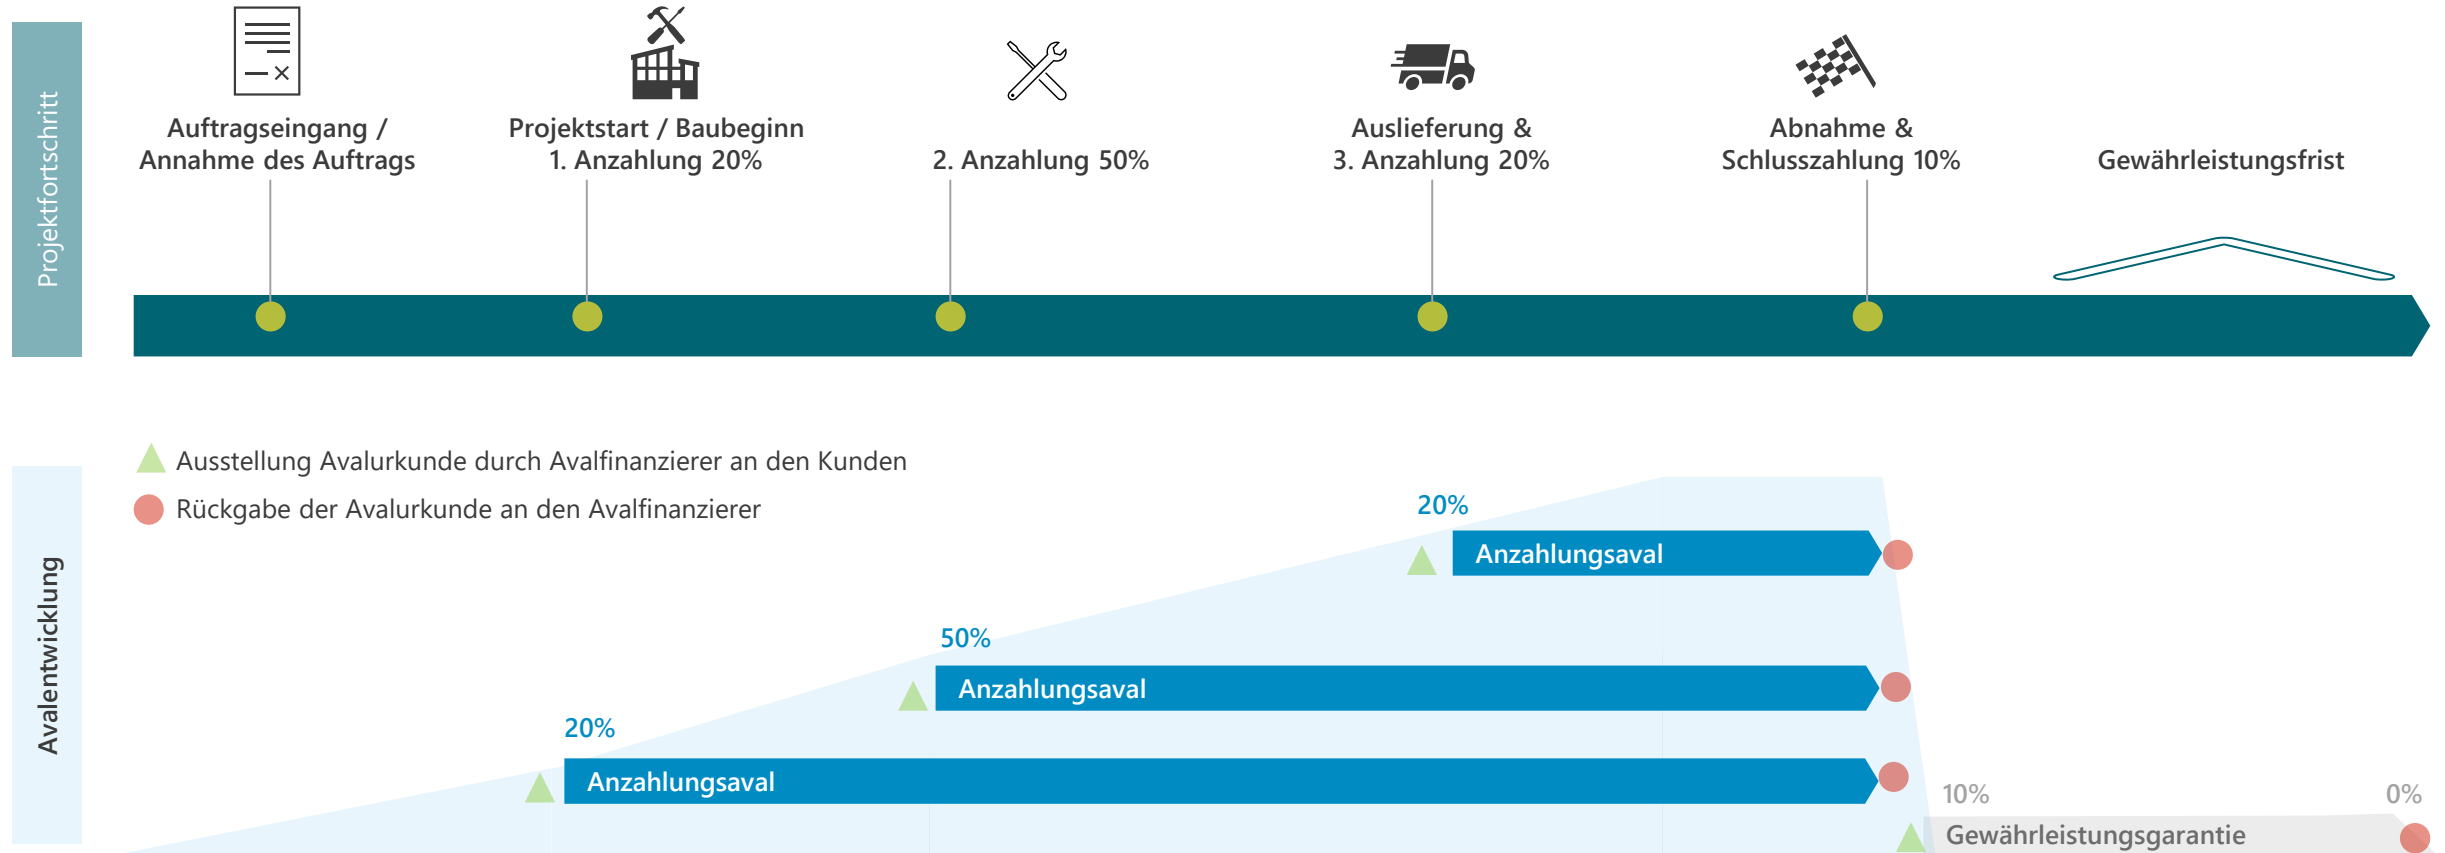 Projektfortschritt
Auftragseingang /
Annahme des Auftrags
Projektstart / Baubeginn
1. Anzahlung 20%
2. Anzahlung 50%
Auslieferung &
3. Anzahlung 20%
Abnahme &
Schlusszahlung 10%
Gewährleistungsfrist
Avalentwicklung
Ausstellung Avalurkunde durch Avalfinanzierer an den Kunden
Rückgabe der Avalurkunde an den Avalfinanzierer
20%
Anzahlungsaval
50%
Anzahlungsaval
20%
Anzahlungsaval
10%
0%
Gewährleistungsgarantie